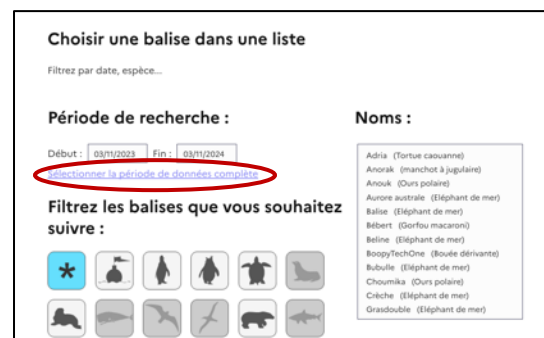 Choisir une balise dans une liste
Filtrez par date, espèce...
Période de recherche :
Début : 03/11/2023 Fin : 03/11/2024
Sélectionner la période de données complète
Filtrez les balises que vous souhaitez
suivre :
*
Noms :
Adria (Tortue caouanne)
Anorak (manchot à jugulaire)
Anouk (Ours polaire)
Aurore australe (Eléphant de mer)
Balise (Eléphant de mer)
Bébert (Gorfou macaroni)
Beline (Eléphant de mer)
BoopyTechOne (Bouée dérivante)
Bubulle (Eléphant de mer)
Choumika (Ours polaire)
Crèche (Eléphant de mer)
Grasdouble (Eléphant de mer)